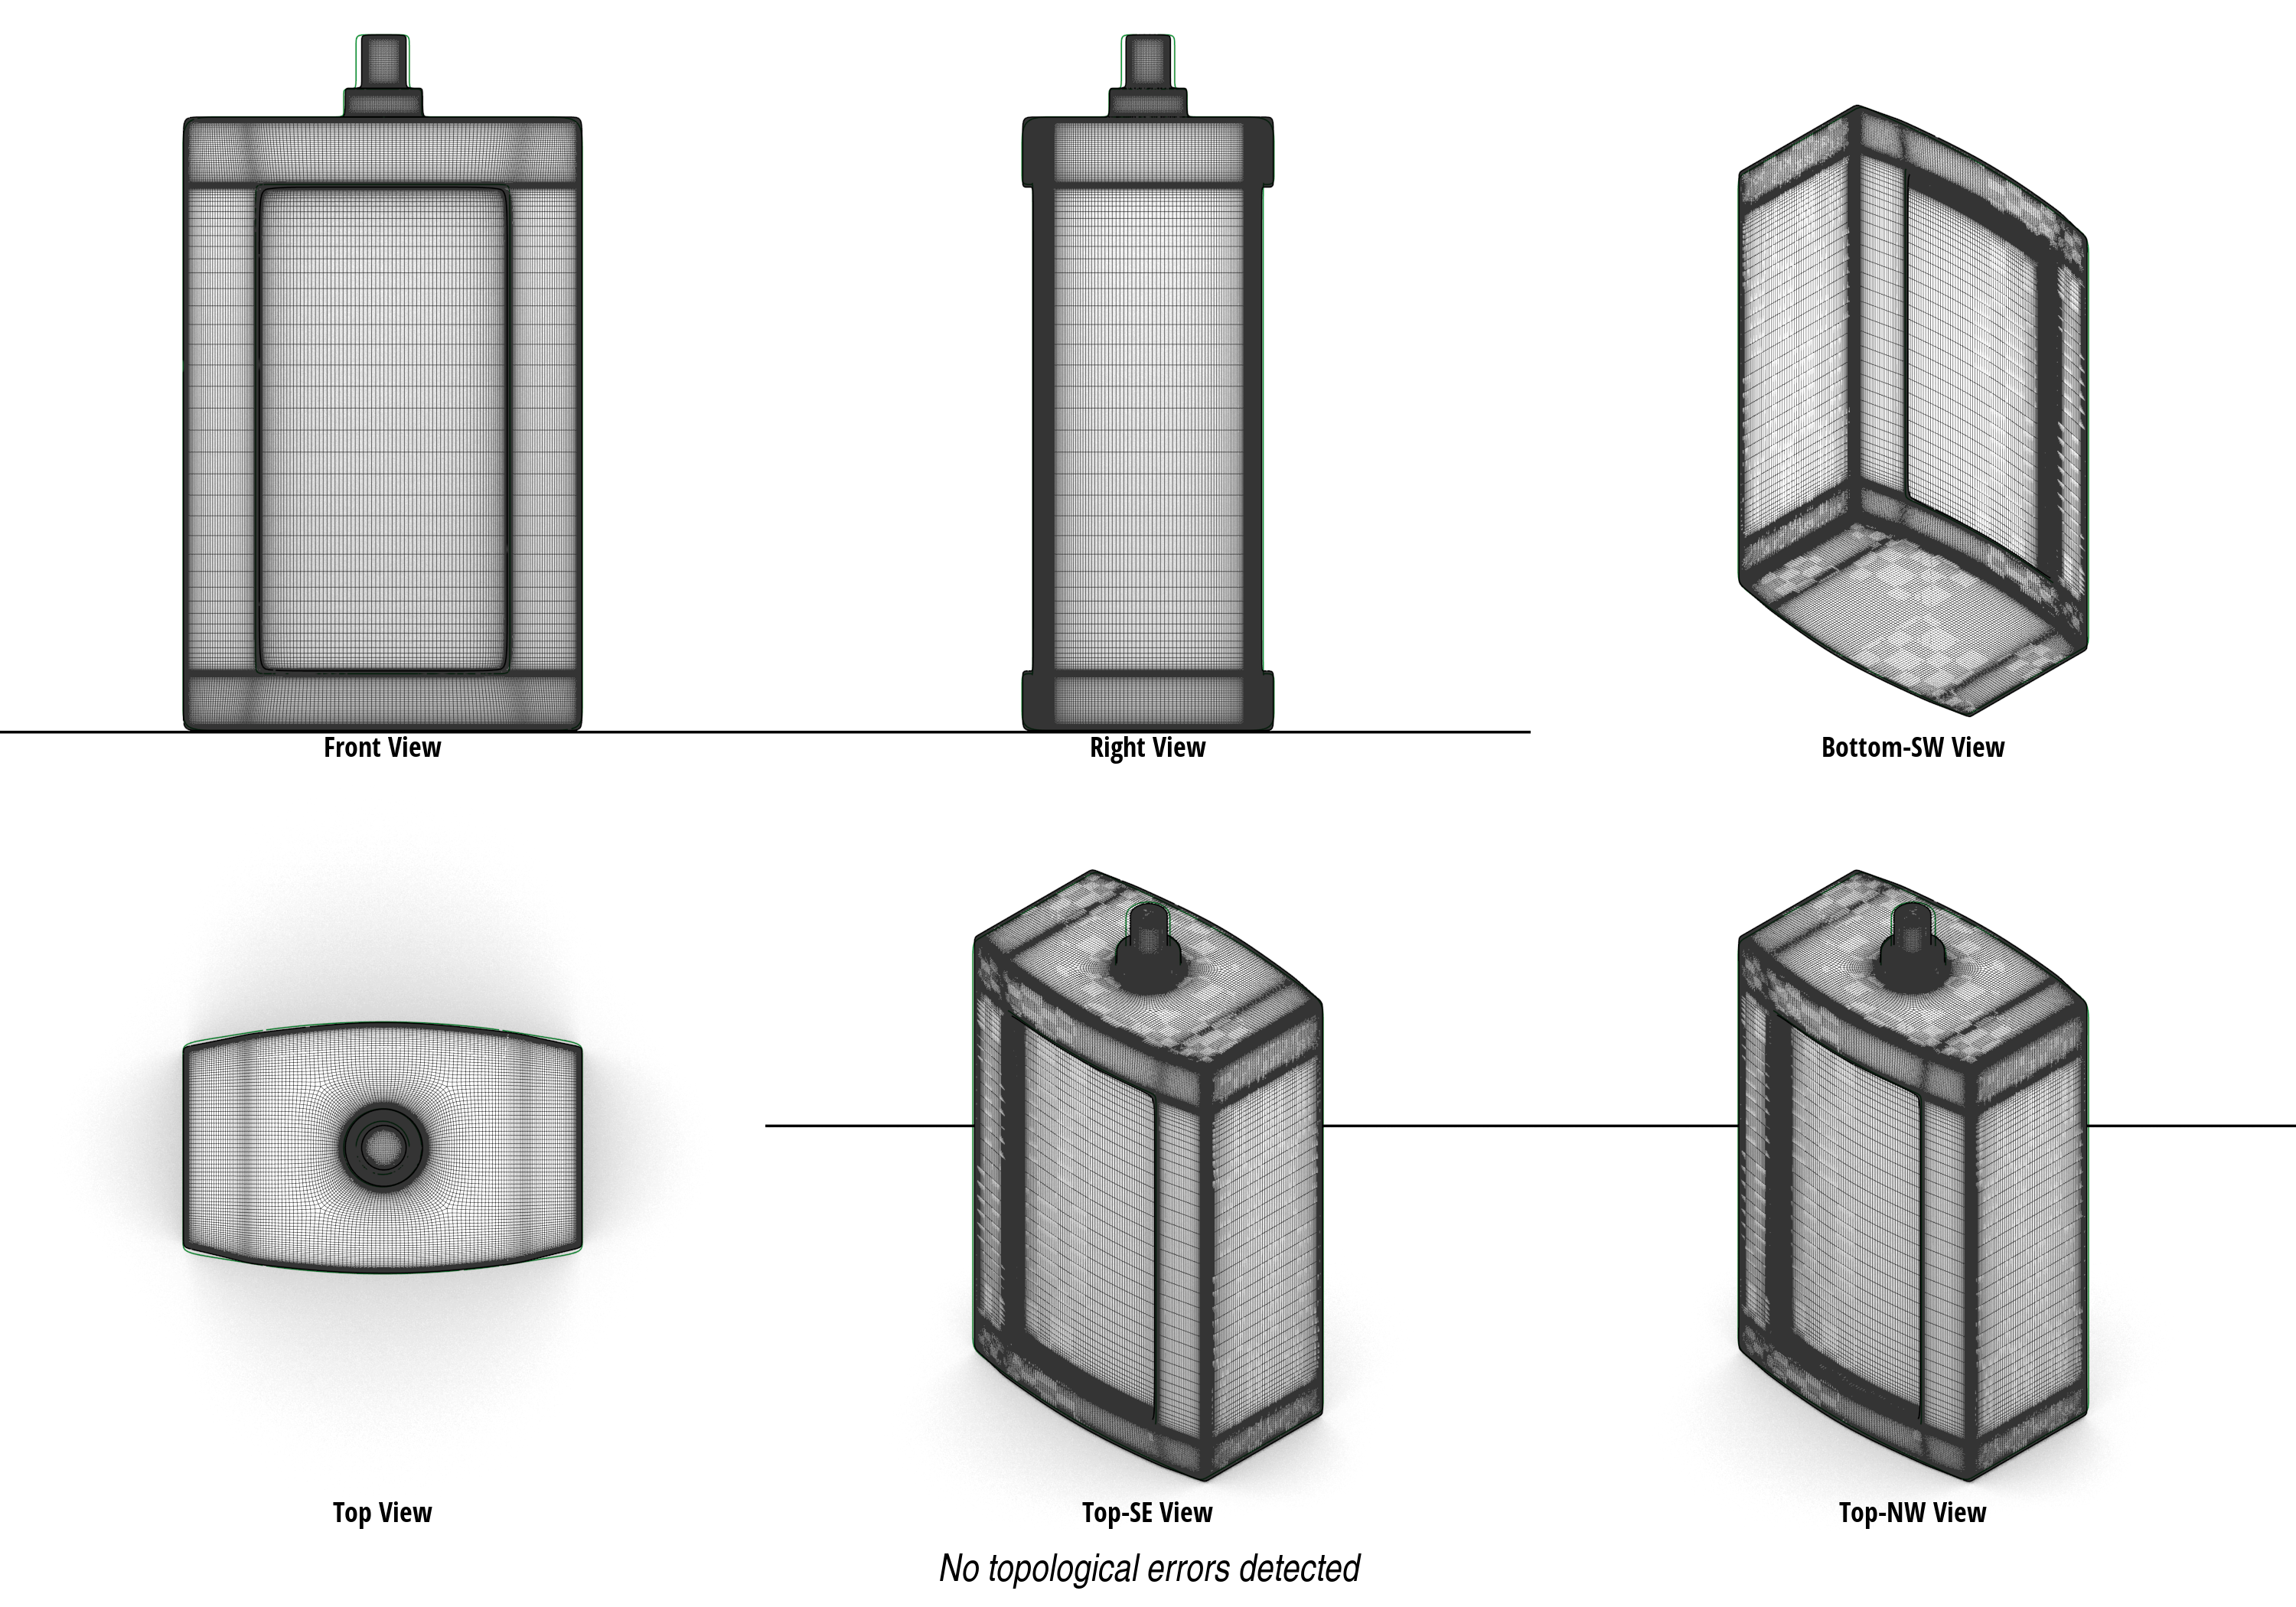 Front View
Right View
Bottom-SW View
Top View
Top-SE View
Top-NW View
No topological errors detected